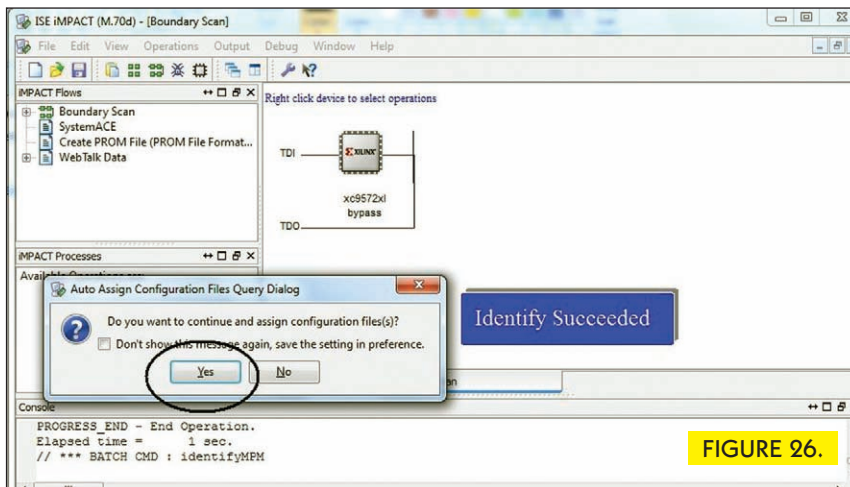 ISE iMPACT (M.70d) - [Boundary Scan]
File Edit View Operations Output Debug Window Help
iMPACT Flows
Boundary Scan
SystemACE
Create PROM File (PROM File Format...
WebTalk Data
Right click device to select operations
TDI
XILINX
xc9572xl
bypass
TDO
iMPACT Processes
Auto Assign Configuration Files Query Dialog
Do you want to continue and assign configuration files(s)?
Don't show this message again, save the setting in preference.
Yes No
Identify Succeeded
Console
PROGRESS_END - End Operation.
Elapsed time = 1 sec.
// *** BATCH CMD : identifyMPM
FIGURE 26.